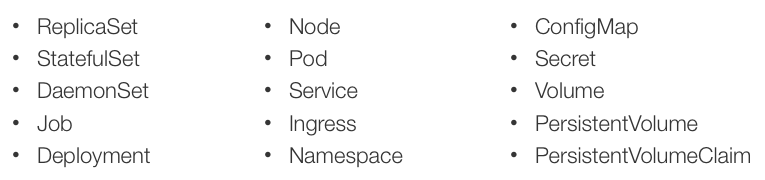 • ReplicaSet
• StatefulSet
• DaemonSet
• Job
• Deployment
• Node
• Pod
• Service
• Ingress
• Namespace
• ConfigMap
• Secret
• Volume
• PersistentVolume
• PersistentVolumeClaim